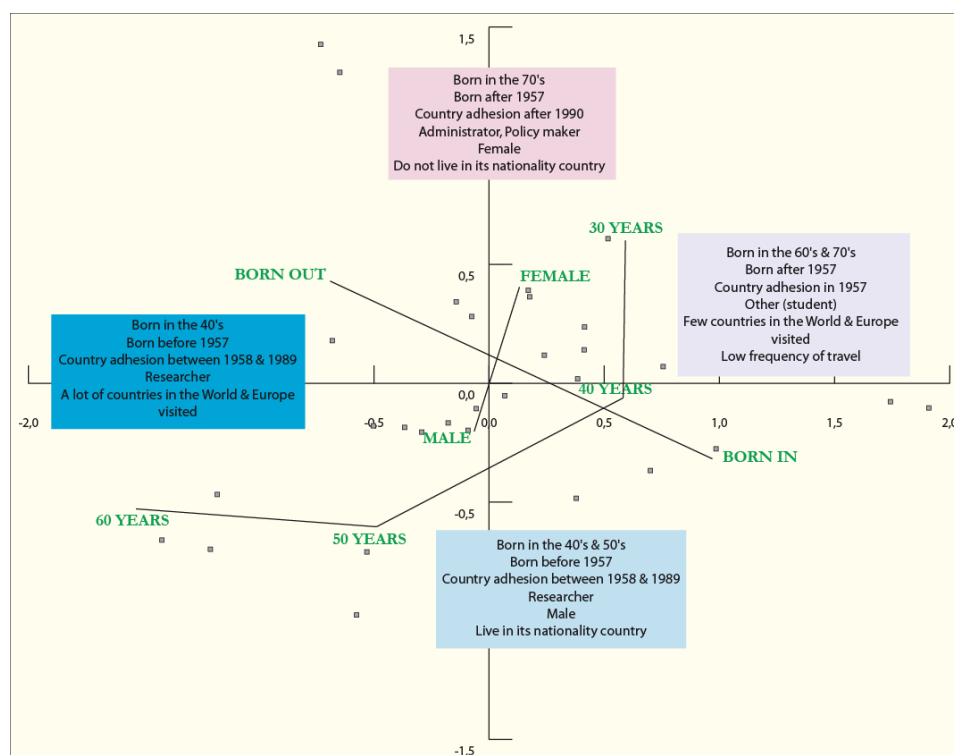 1,5
Born in the 70's
Born after 1957
Country adhesion after 1990
Administrator, Policy maker
Female
Do not live in its nationality country
30 YEARS
Born in the 60's & 70's
Born after 1957
Country adhesion in 1957
Other (student)
Few countries in the World & Europe
visited
Low frequency of travel
0,5
BORN OUT
FEMALE
Born in the 40's
Born before 1957
Country adhesion between 1958 & 1989
Researcher
A lot of countries in the World & Europe
visited
40 YEARS
0,0
-2,0
-0,5
0,0
0,5
1,0
1,5
2,0
MALE
BORN IN
-0,5
60 YEARS
50 YEARS
Born in the 40's & 50's
Born before 1957
Country adhesion between 1958 & 1989
Researcher
Male
Live in its nationality country
-1,5